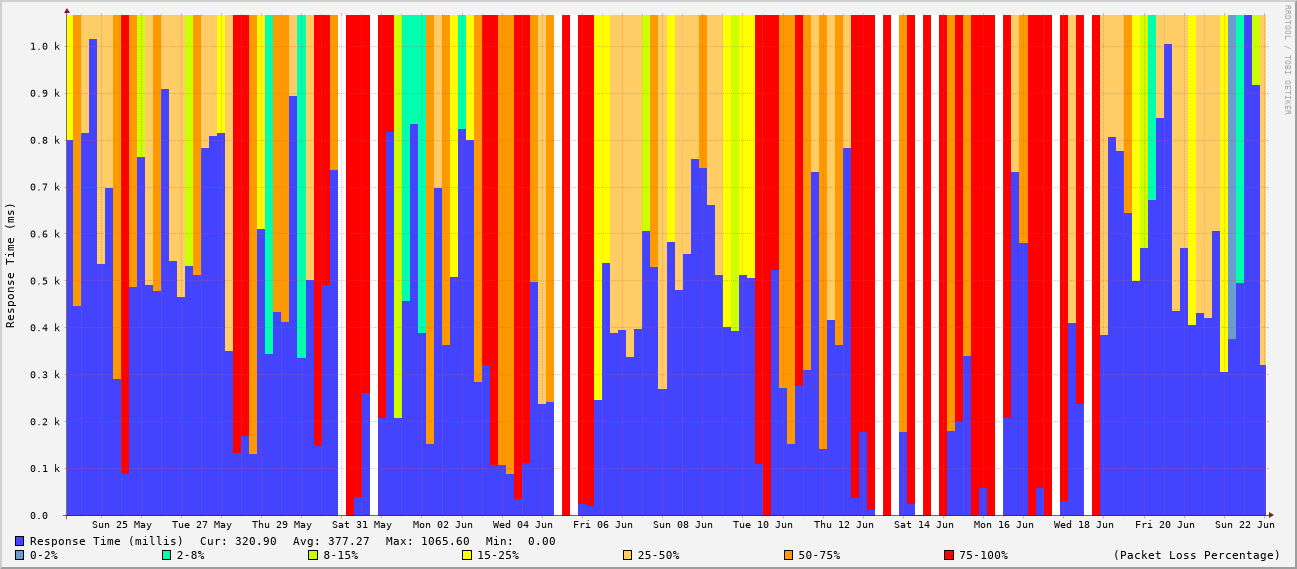 RRDTOOL / TOBI OETIKER
Response Time (ms)
1.0 k
0.9 k
0.8 k
0.7 k
0.6 k
0.5 k
0.4 k
0.3 k
0.2 k
0.1 k
0.0
Sun 25 May Tue 27 May Thu 29 May Sat 31 May Mon 02 Jun Wed 04 Jun Fri 06 Jun Sun 08 Jun Tue 10 Jun Thu 12 Jun Sat 14 Jun Mon 16 Jun Wed 18 Jun Fri 20 Jun Sun 22 Jun
Response Time (millis) Cur: 320.90 Avg: 377.27 Max: 1065.60 Min: 0.00
0-2% 2-8% 8-15% 15-25% 25-50% 50-75% 75-100% (Packet Loss Percentage)